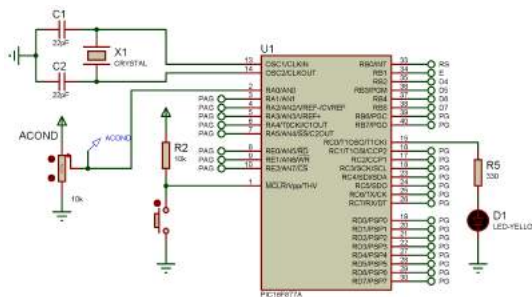 C1
22pF
X1
CRYSTAL
C2
22pF
ACOND
ACOND
10k
R2
10k
U1
13 OSC1/CLKIN
14 OSC2/CLKOUT
2 RA0/AN0
PAG 3 RA1/AN1
PAG 4 RA2/AN2/VREF-/CVREF
PAG 5 RA3/AN3/VREF+
PAG 6 RA4/T0CKI/C1OUT
PAG 7 RA5/AN4/SS/C2OUT
PAG 8 RE0/AN5/RD
PAG 9 RE1/AN6/WR
PAG 10 RE2/AN7/CS
1 MCLR/Vpp/THV
RB0/INT 33 RS
RB1 34 E
RB2 35 D4
RB3/PGM 36 D5
RB4 37 D6
RB5 38 D7
RB6/PGC 39 PG
RB7/PGD 40 PG
RC0/T1OSO/T1CKI 15
RC1/T1OSI/CCP2 16 PG
RC2/CCP1 17 PG
RC3/SCK/SCL 18 PG
RC4/SDI/SDA 23 PG
RC5/SDO 24 PG
RC6/TX/CK 25 PG
RC7/RX/DT 26 PG
RD0/PSP0 19 PG
RD1/PSP1 20 PG
RD2/PSP2 21 PG
RD3/PSP3 22 PG
RD4/PSP4 27 PG
RD5/PSP5 28 PG
RD6/PSP6 29 PG
RD7/PSP7 30 PG
PIC16F877A
R5
330
D1
LED-YELLO